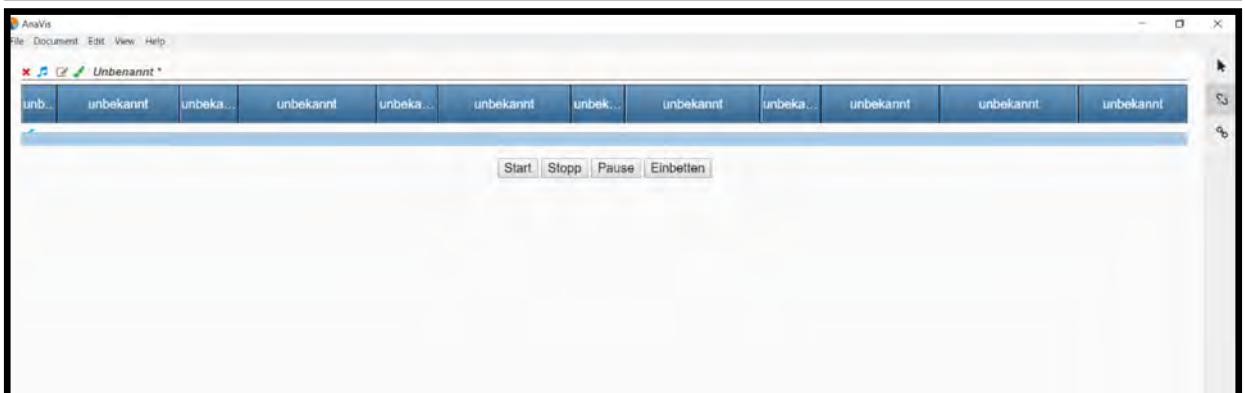 AnaVis
File Document Edit View Help
Unbenannt *
unb... unbekannt unbeka... unbekannt unbeka... unbekannt unbek... unbekannt unbeka... unbekannt unbekannt unbekannt
Start Stopp Pause Einbetten